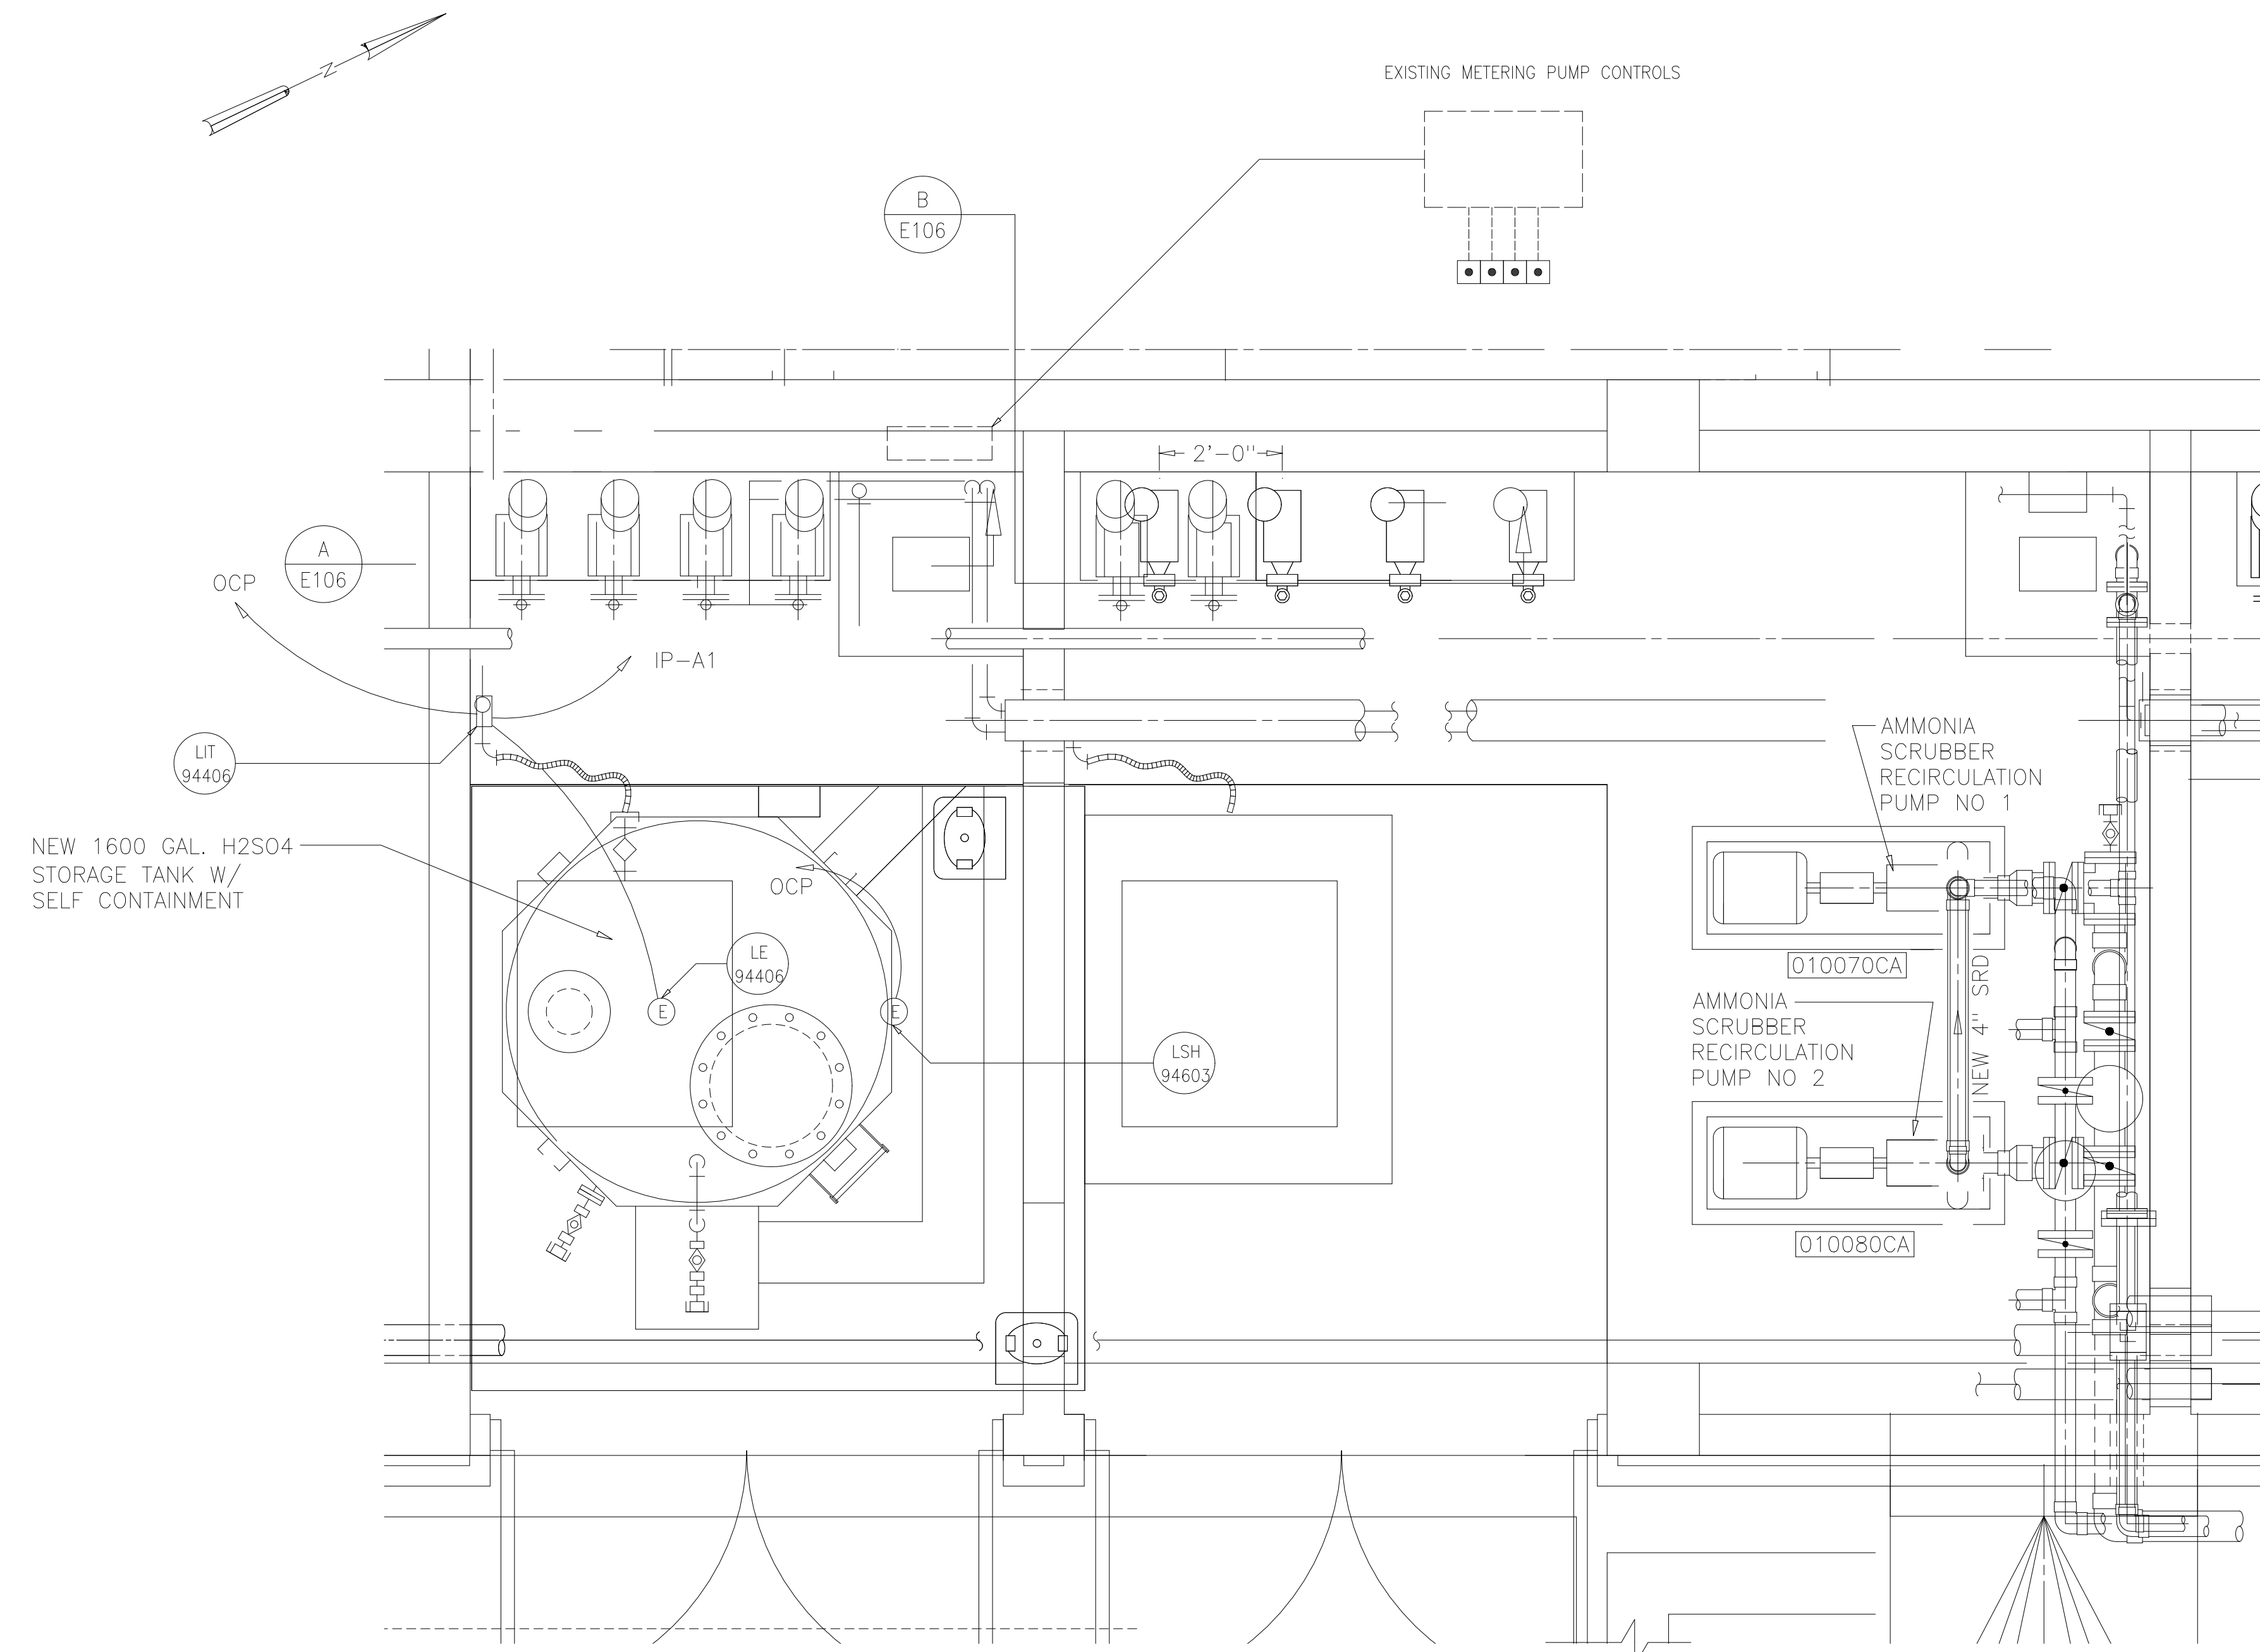 N
EXISTING METERING PUMP CONTROLS
B
E106
2'-0"
A
E106
OCP
IP-A1
LIT
94406
AMMONIA
SCRUBBER
RECIRCULATION
PUMP NO 1
NEW 1600 GAL. H2SO4
STORAGE TANK W/
SELF CONTAINMENT
OCP
LE
94406
E
E
LSH
94603
010070CA
NEW 4" SRD
AMMONIA
SCRUBBER
RECIRCULATION
PUMP NO 2
010080CA